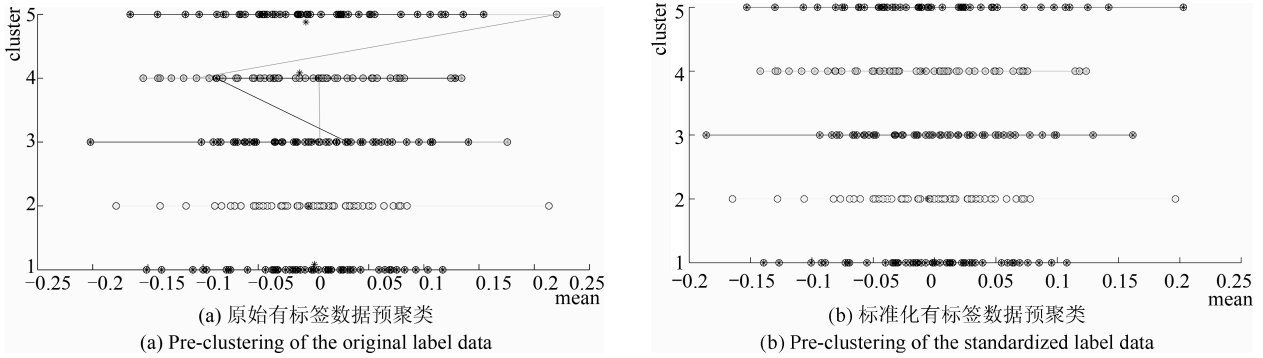 cluster
5
4
3
2
1
−0.25 −0.2 −0.15 −0.1 −0.05 0 0.05 0.10 0.15 0.2 0.25
mean
(a) 原始有标签数据预聚类
(a) Pre-clustering of the original label data
cluster
5
4
3
2
1
−0.2 −0.15 −0.1 −0.05 0 0.05 0.10 0.15 0.2 0.25
mean
(b) 标准化有标签数据预聚类
(b) Pre-clustering of the standardized label data